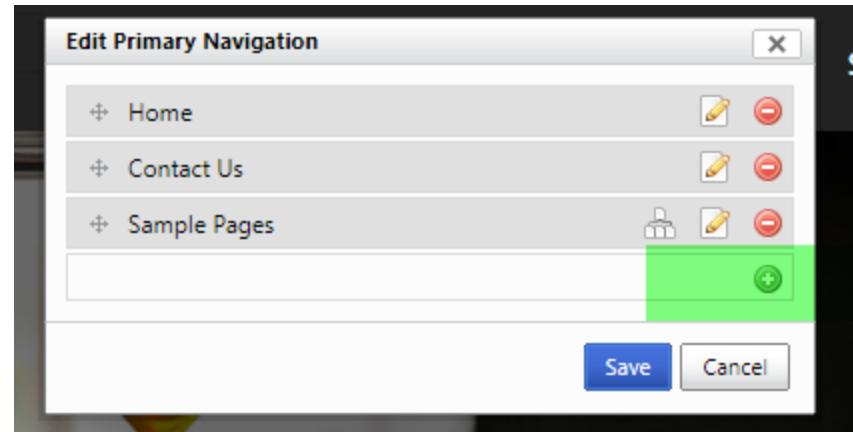 Edit Primary Navigation
Home
Contact Us
Sample Pages
Save Cancel